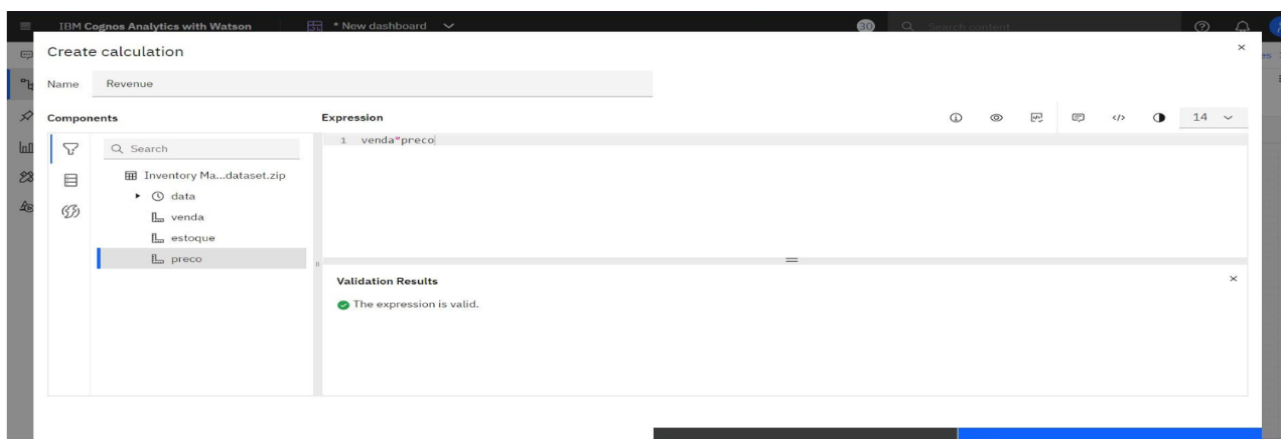 IBM Cognos Analytics with Watson
* New dashboard
30
Search content
Create calculation
Name
Revenue
Components
Expression
14
Search
Inventory Ma...dataset.zip
data
venda
estoque
preco
1 venda*preco
Validation Results
The expression is valid.